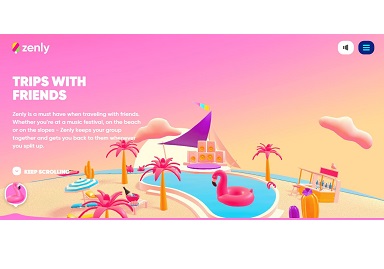 zenly
TRIPS WITH
FRIENDS
Zenly is a must have when traveling with friends.
Whether you're at a music festival, on the beach
or on the slopes - Zenly keeps your group
together and gets you back to them whenever
you split up.
KEEP SCROLLING